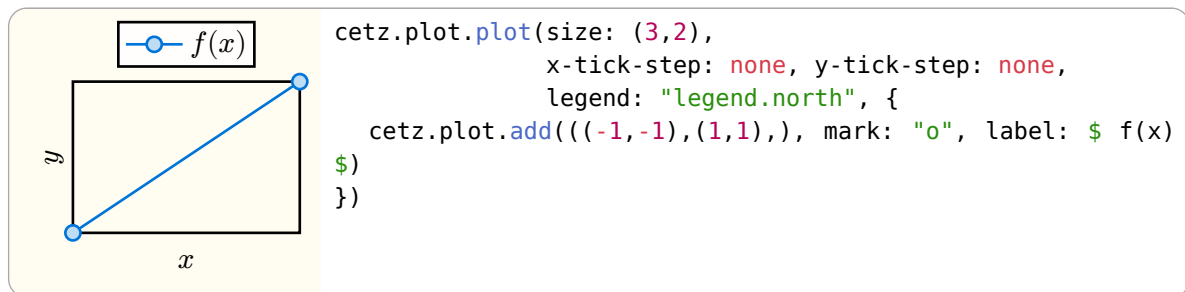 f(x)
y
x
cetz.plot.plot(size: (3,2),
               x-tick-step: none, y-tick-step: none,
               legend: "legend.north", {
  cetz.plot.add(((-1,-1),(1,1),), mark: "o", label: $ f(x)
$)
})